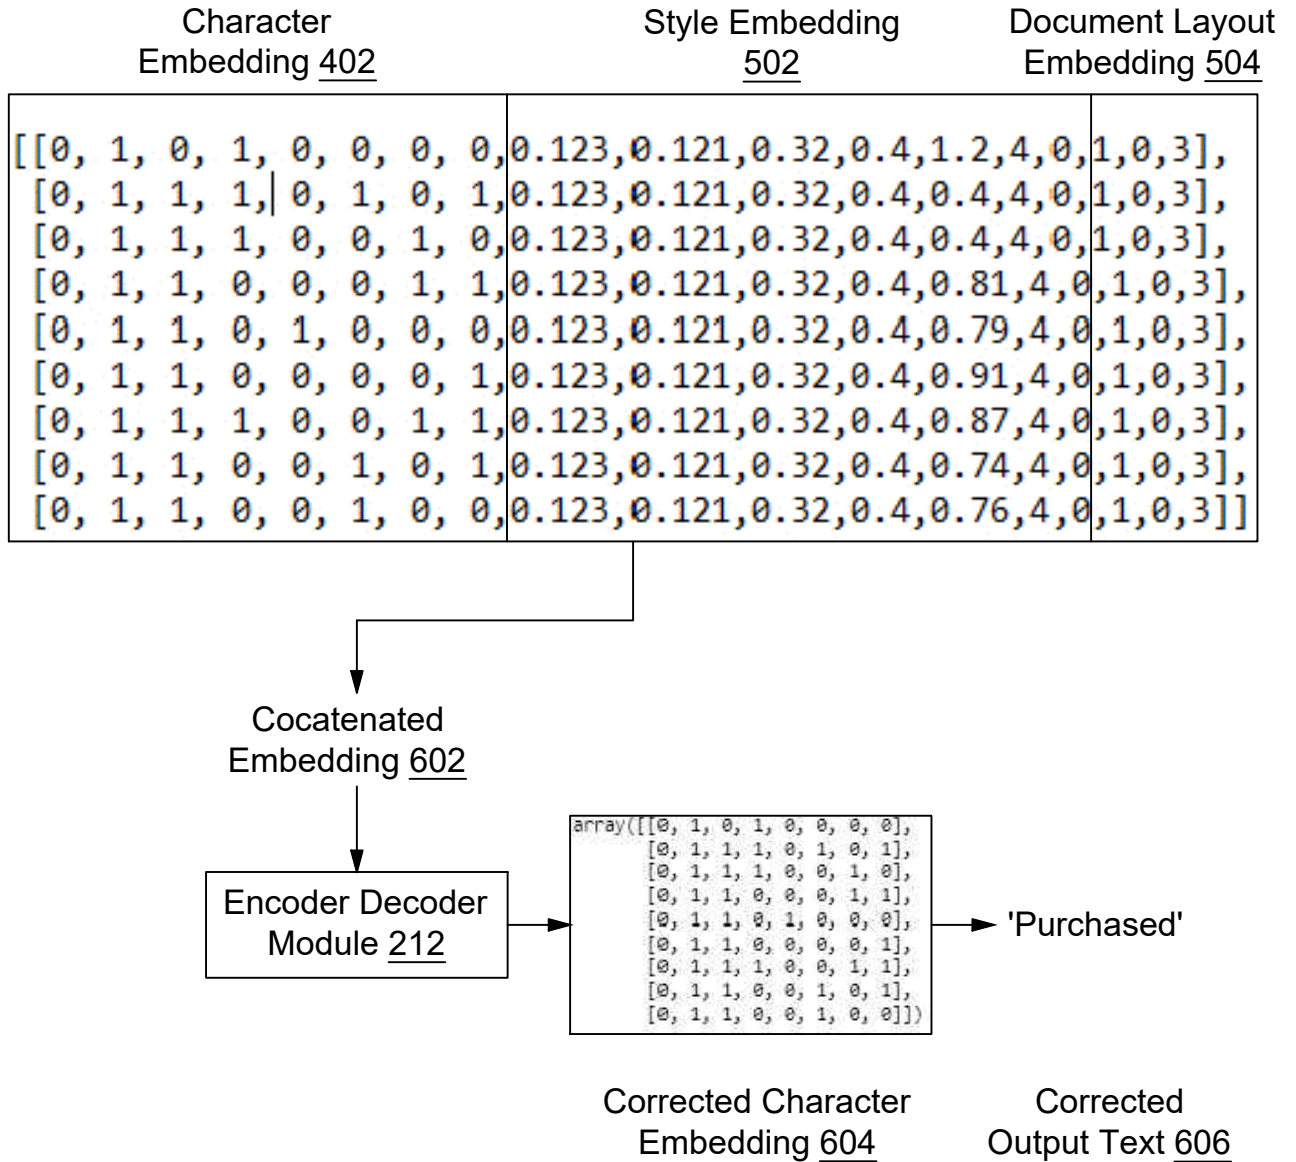 Character
Embedding 402
Style Embedding
502
Document Layout
Embedding 504
[[0, 1, 0, 1, 0, 0, 0, 0,0.123,0.121,0.32,0.4,1.2,4,0,1,0,3],
[0, 1, 1, 1, 0, 1, 0, 1,0.123,0.121,0.32,0.4,0.4,4,0,1,0,3],
[0, 1, 1, 1, 0, 0, 1, 0,0.123,0.121,0.32,0.4,0.4,4,0,1,0,3],
[0, 1, 1, 0, 0, 0, 1, 1,0.123,0.121,0.32,0.4,0.81,4,0,1,0,3],
[0, 1, 1, 0, 1, 0, 0, 0,0.123,0.121,0.32,0.4,0.79,4,0,1,0,3],
[0, 1, 1, 0, 0, 0, 0, 1,0.123,0.121,0.32,0.4,0.91,4,0,1,0,3],
[0, 1, 1, 1, 0, 0, 1, 1,0.123,0.121,0.32,0.4,0.87,4,0,1,0,3],
[0, 1, 1, 0, 0, 1, 0, 1,0.123,0.121,0.32,0.4,0.74,4,0,1,0,3],
[0, 1, 1, 0, 0, 1, 0, 0,0.123,0.121,0.32,0.4,0.76,4,0,1,0,3]]
Cocatenated
Embedding 602
Encoder Decoder
Module 212
array([[0, 1, 0, 1, 0, 0, 0, 0],
[0, 1, 1, 1, 0, 1, 0, 1],
[0, 1, 1, 1, 0, 0, 1, 0],
[0, 1, 1, 0, 0, 0, 1, 1],
[0, 1, 1, 0, 1, 0, 0, 0],
[0, 1, 1, 0, 0, 0, 0, 1],
[0, 1, 1, 1, 0, 0, 1, 1],
[0, 1, 1, 0, 0, 1, 0, 1],
[0, 1, 1, 0, 0, 1, 0, 0]])
'Purchased'
Corrected Character
Embedding 604
Corrected
Output Text 606